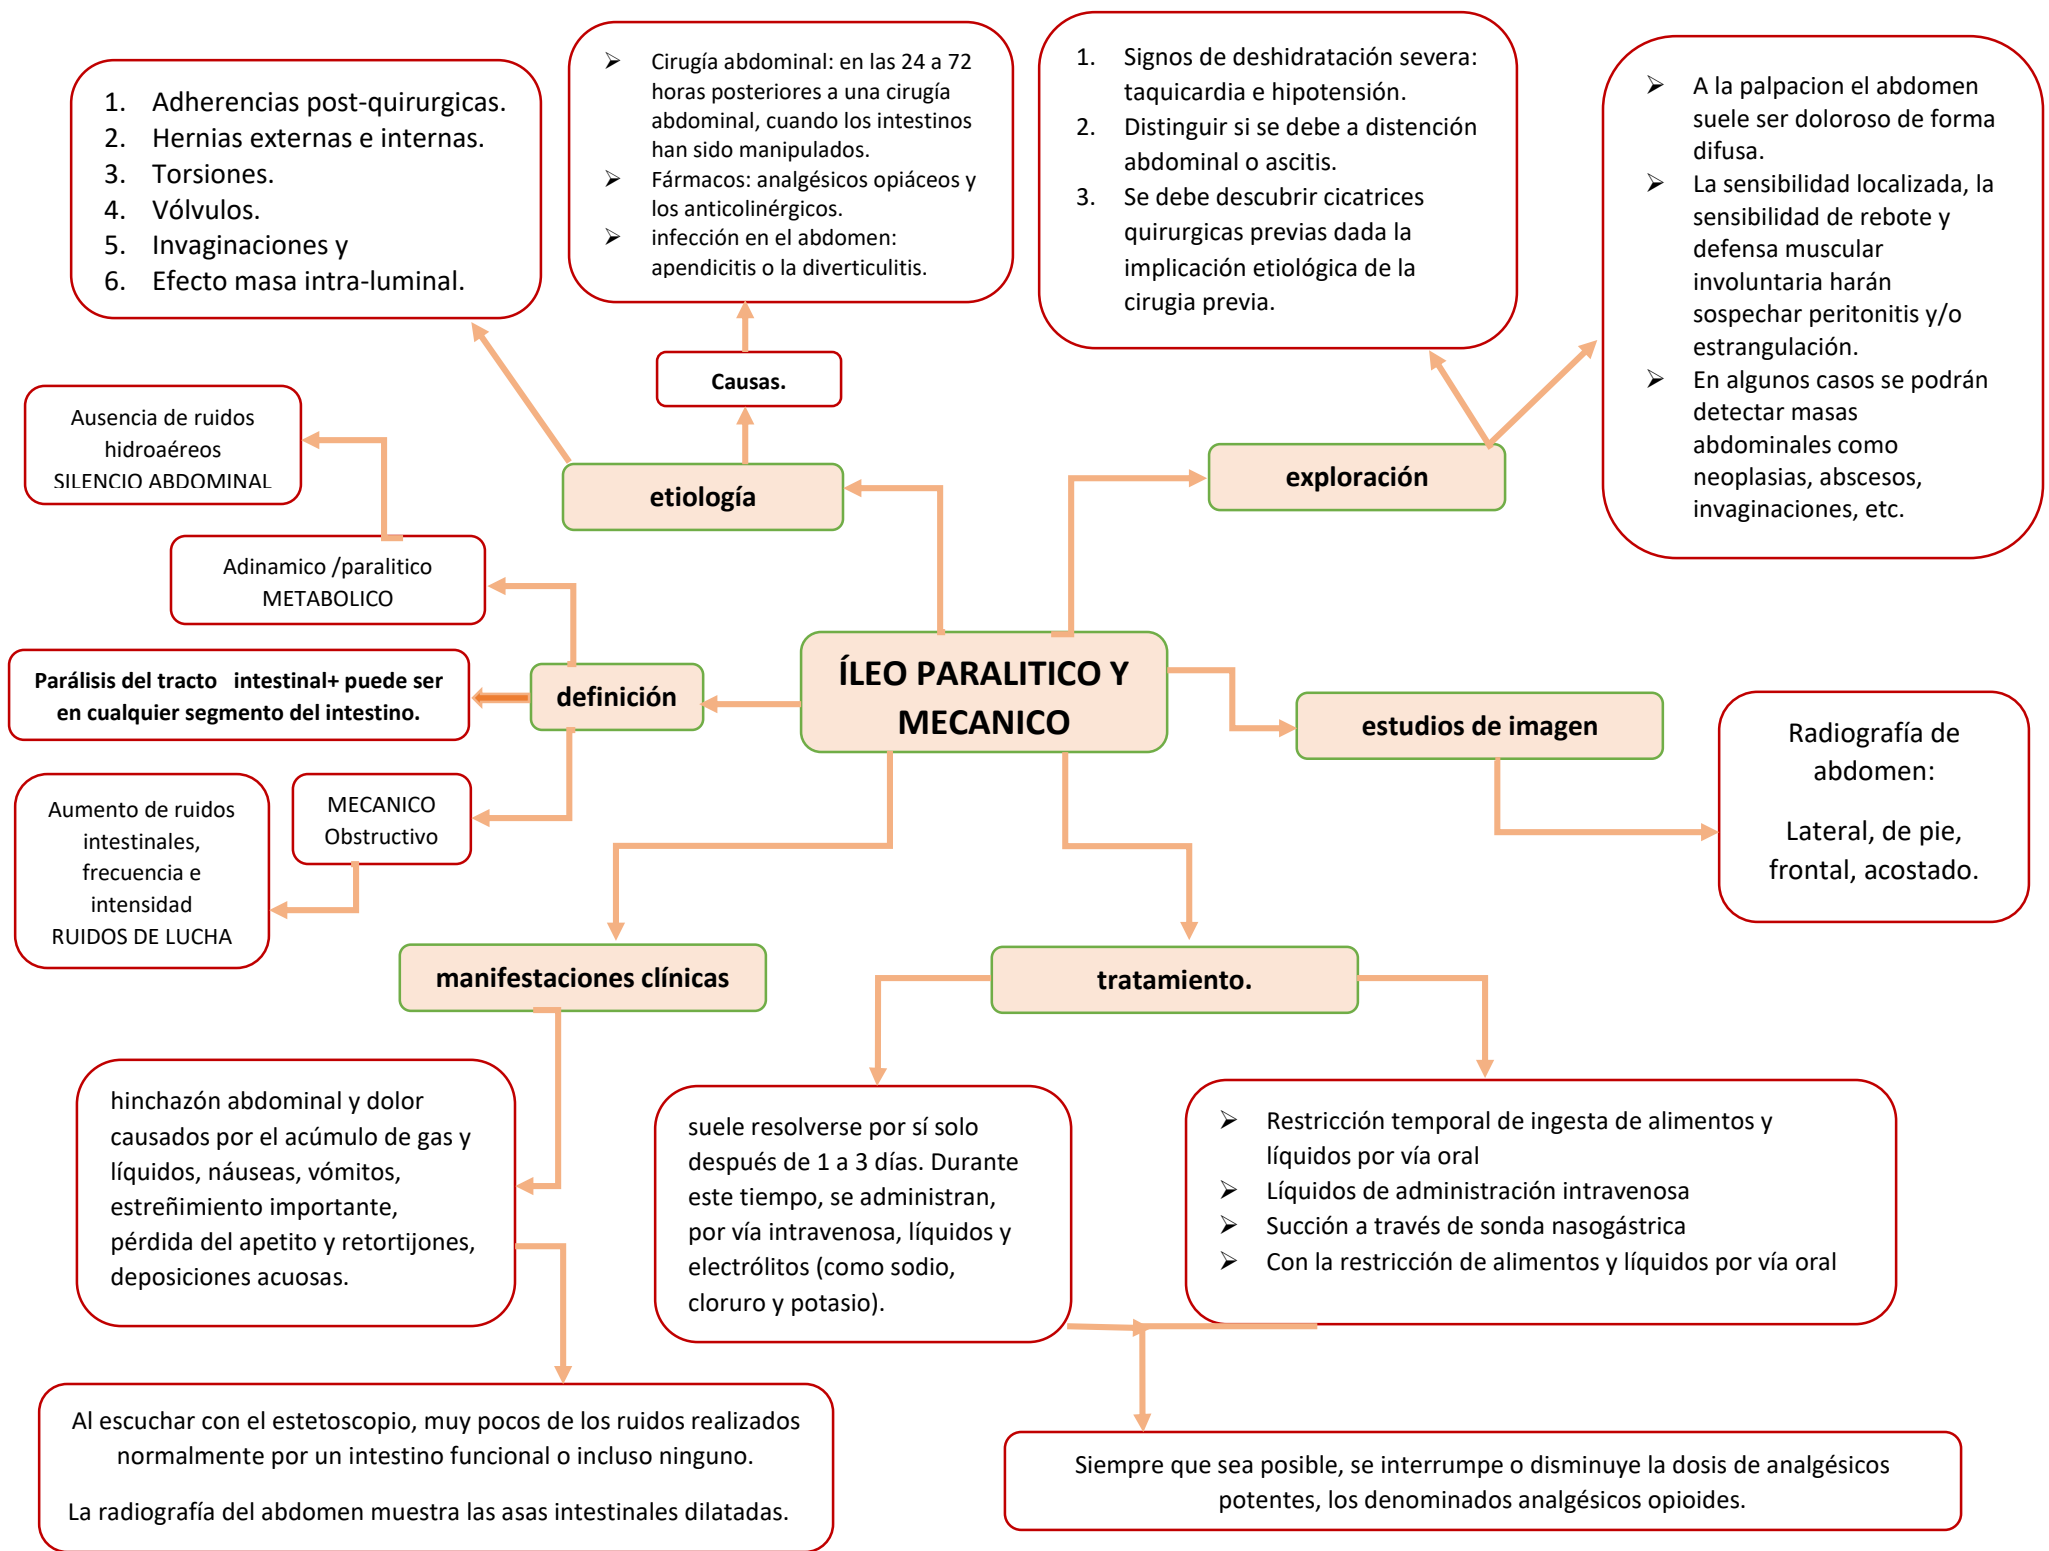 1. Adherencias post-quirurgicas.
2. Hernias externas e internas.
3. Torsiones.
4. Vólvulos.
5. Invaginaciones y
6. Efecto masa intra-luminal.
➢ Cirugía abdominal: en las 24 a 72
horas posteriores a una cirugía
abdominal, cuando los intestinos
han sido manipulados.
➢ Fármacos: analgésicos opiáceos y
los anticolinérgicos.
➢ infección en el abdomen:
apendicitis o la diverticulitis.
1. Signos de deshidratación severa:
taquicardia e hipotensión.
2. Distinguir si se debe a distención
abdominal o ascitis.
3. Se debe descubrir cicatrices
quirurgicas previas dada la
implicación etiológica de la
cirugia previa.
➢ A la palpacion el abdomen
suele ser doloroso de forma
difusa.
➢ La sensibilidad localizada, la
sensibilidad de rebote y
defensa muscular
involuntaria harán
sospechar peritonitis y/o
estrangulación.
➢ En algunos casos se podrán
detectar masas
abdominales como
neoplasias, abscesos,
invaginaciones, etc.
Causas.
Ausencia de ruidos
hidroaéreos
SILENCIO ABDOMINAL
etiología
exploración
Adinamico /paralitico
METABOLICO
Parálisis del tracto intestinal+ puede ser
en cualquier segmento del intestino.
definición
ÍLEO PARALITICO Y
MECANICO
estudios de imagen
Radiografía de
abdomen:
Lateral, de pie,
frontal, acostado.
MECANICO
Obstructivo
Aumento de ruidos
intestinales,
frecuencia e
intensidad
RUIDOS DE LUCHA
manifestaciones clínicas
tratamiento.
hinchazón abdominal y dolor
causados por el acúmulo de gas y
líquidos, náuseas, vómitos,
estreñimiento importante,
pérdida del apetito y retortijones,
deposiciones acuosas.
suele resolverse por sí solo
después de 1 a 3 días. Durante
este tiempo, se administran,
por vía intravenosa, líquidos y
electrólitos (como sodio,
cloruro y potasio).
➢ Restricción temporal de ingesta de alimentos y
líquidos por vía oral
➢ Líquidos de administración intravenosa
➢ Succión a través de sonda nasogástrica
➢ Con la restricción de alimentos y líquidos por vía oral
Al escuchar con el estetoscopio, muy pocos de los ruidos realizados
normalmente por un intestino funcional o incluso ninguno.
La radiografía del abdomen muestra las asas intestinales dilatadas.
Siempre que sea posible, se interrumpe o disminuye la dosis de analgésicos
potentes, los denominados analgésicos opioides.